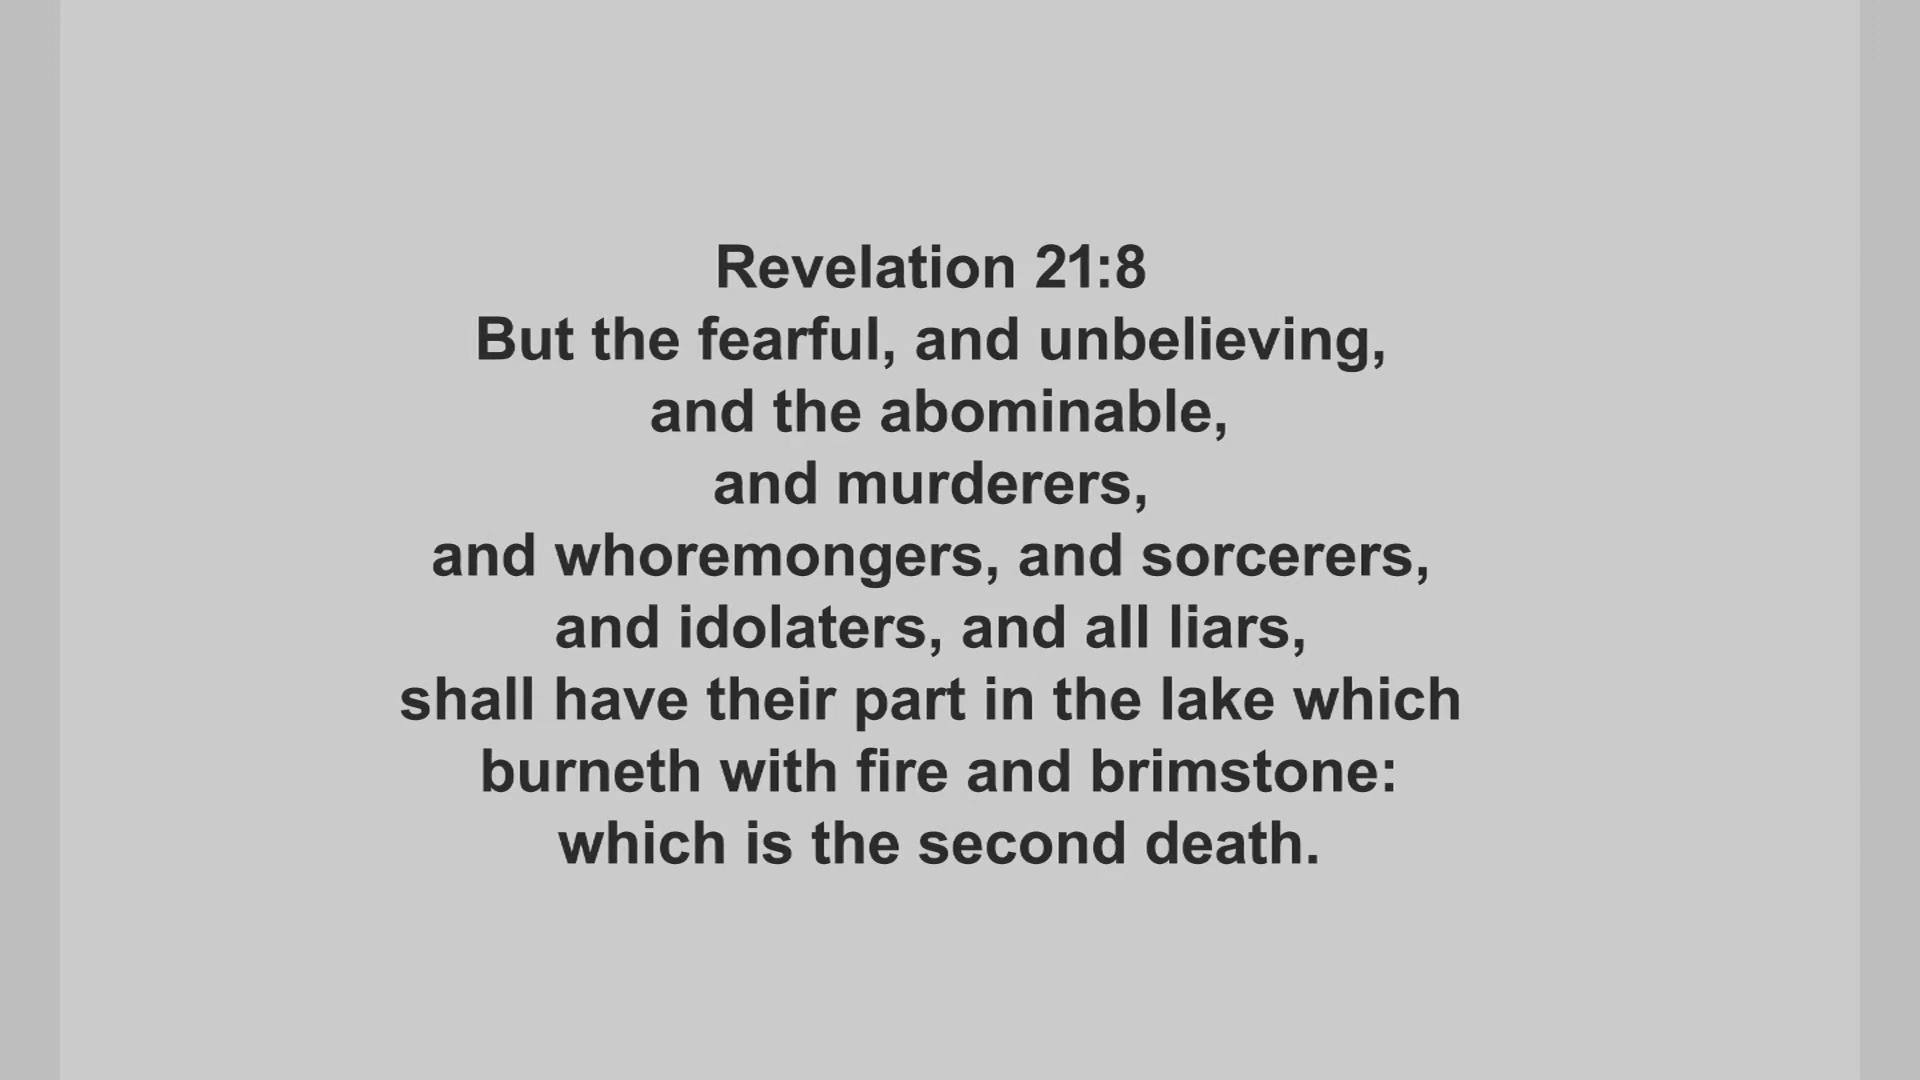 Revelation 21:8
But the fearful, and unbelieving,
and the abominable,
and murderers,
and whoremongers, and sorcerers,
and idolaters, and all liars,
shall have their part in the lake which
burneth with fire and brimstone:
which is the second death.